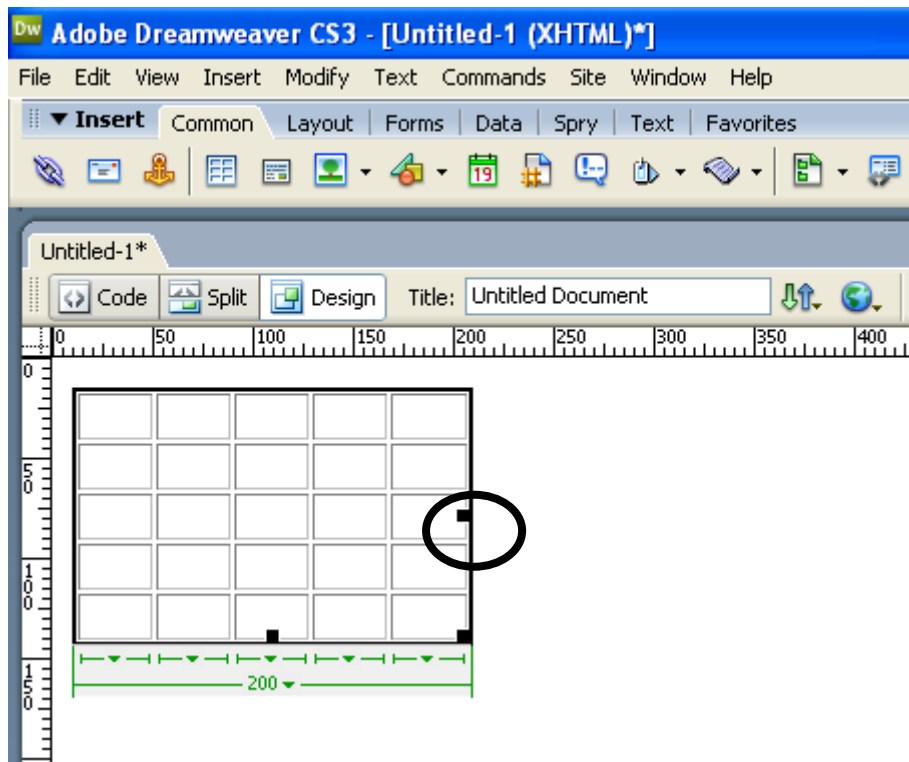 Dw Adobe Dreamweaver CS3 - [Untitled-1 (XHTML)*]
File Edit View Insert Modify Text Commands Site Window Help
▼ Insert Common Layout | Forms | Data | Spry | Text | Favorites
19
Untitled-1*
Code Split Design Title: Untitled Document
0 50 100 150 200 250 300 350 400
0
50
100
150
200